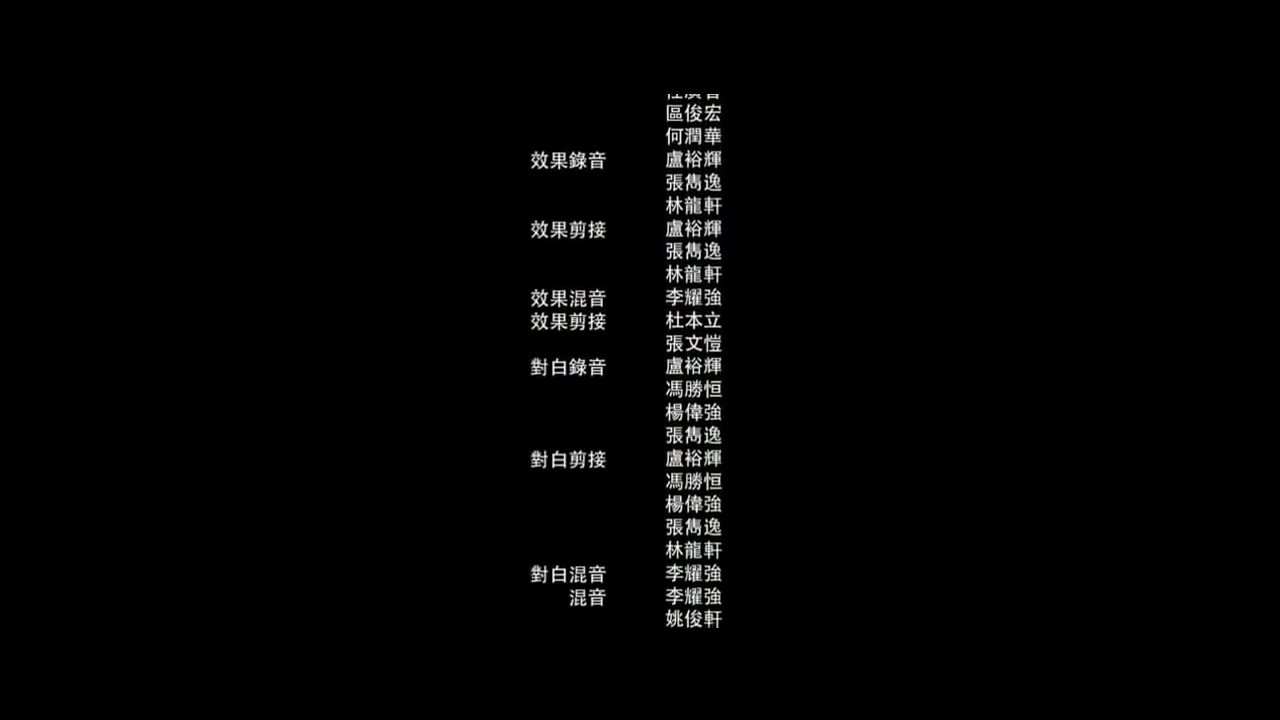 區俊宏
何潤華
效果錄音 盧裕輝
張雋逸
林龍軒
效果剪接 盧裕輝
張雋逸
林龍軒
效果混音 李耀強
效果剪接 杜本立
張文愷
對白錄音 盧裕輝
馮勝恒
楊偉強
張雋逸
對白剪接 盧裕輝
馮勝恒
楊偉強
張雋逸
林龍軒
對白混音 李耀強
混音 李耀強
姚俊軒